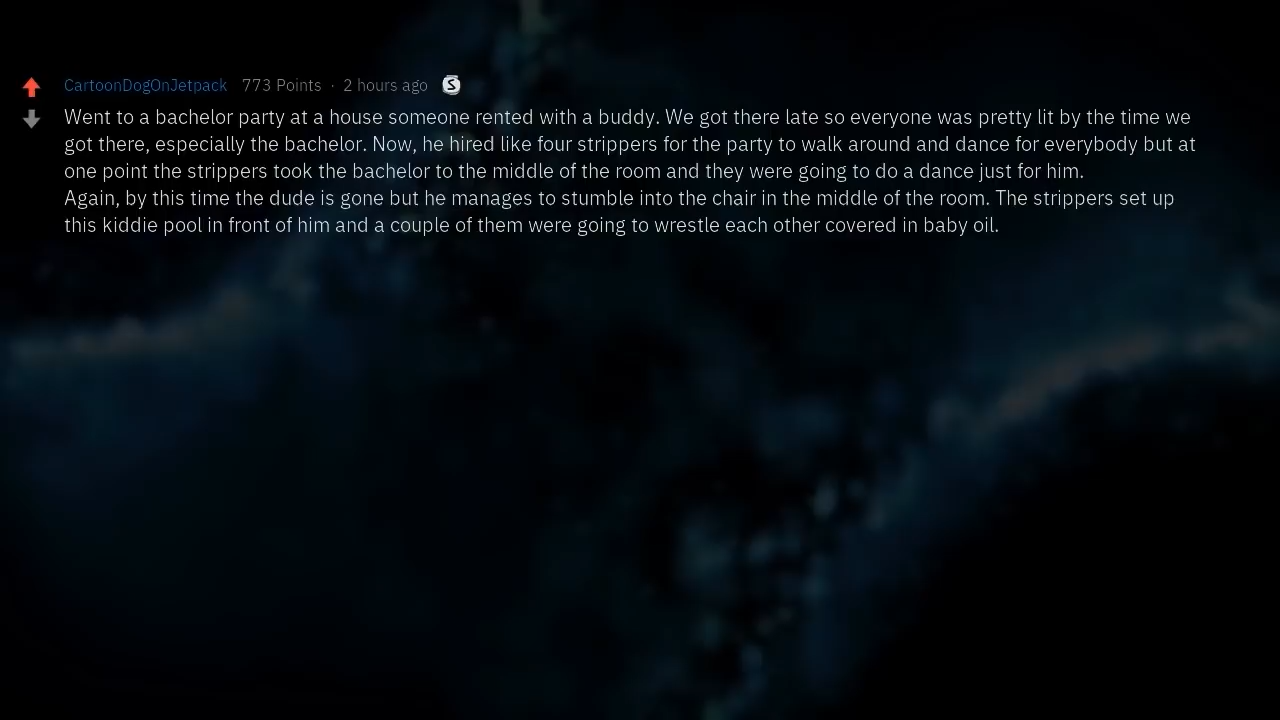 CartoonDogOnJetpack 773 Points · 2 hours ago S
Went to a bachelor party at a house someone rented with a buddy. We got there late so everyone was pretty lit by the time we
got there, especially the bachelor. Now, he hired like four strippers for the party to walk around and dance for everybody but at
one point the strippers took the bachelor to the middle of the room and they were going to do a dance just for him.
Again, by this time the dude is gone but he manages to stumble into the chair in the middle of the room. The strippers set up
this kiddie pool in front of him and a couple of them were going to wrestle each other covered in baby oil.